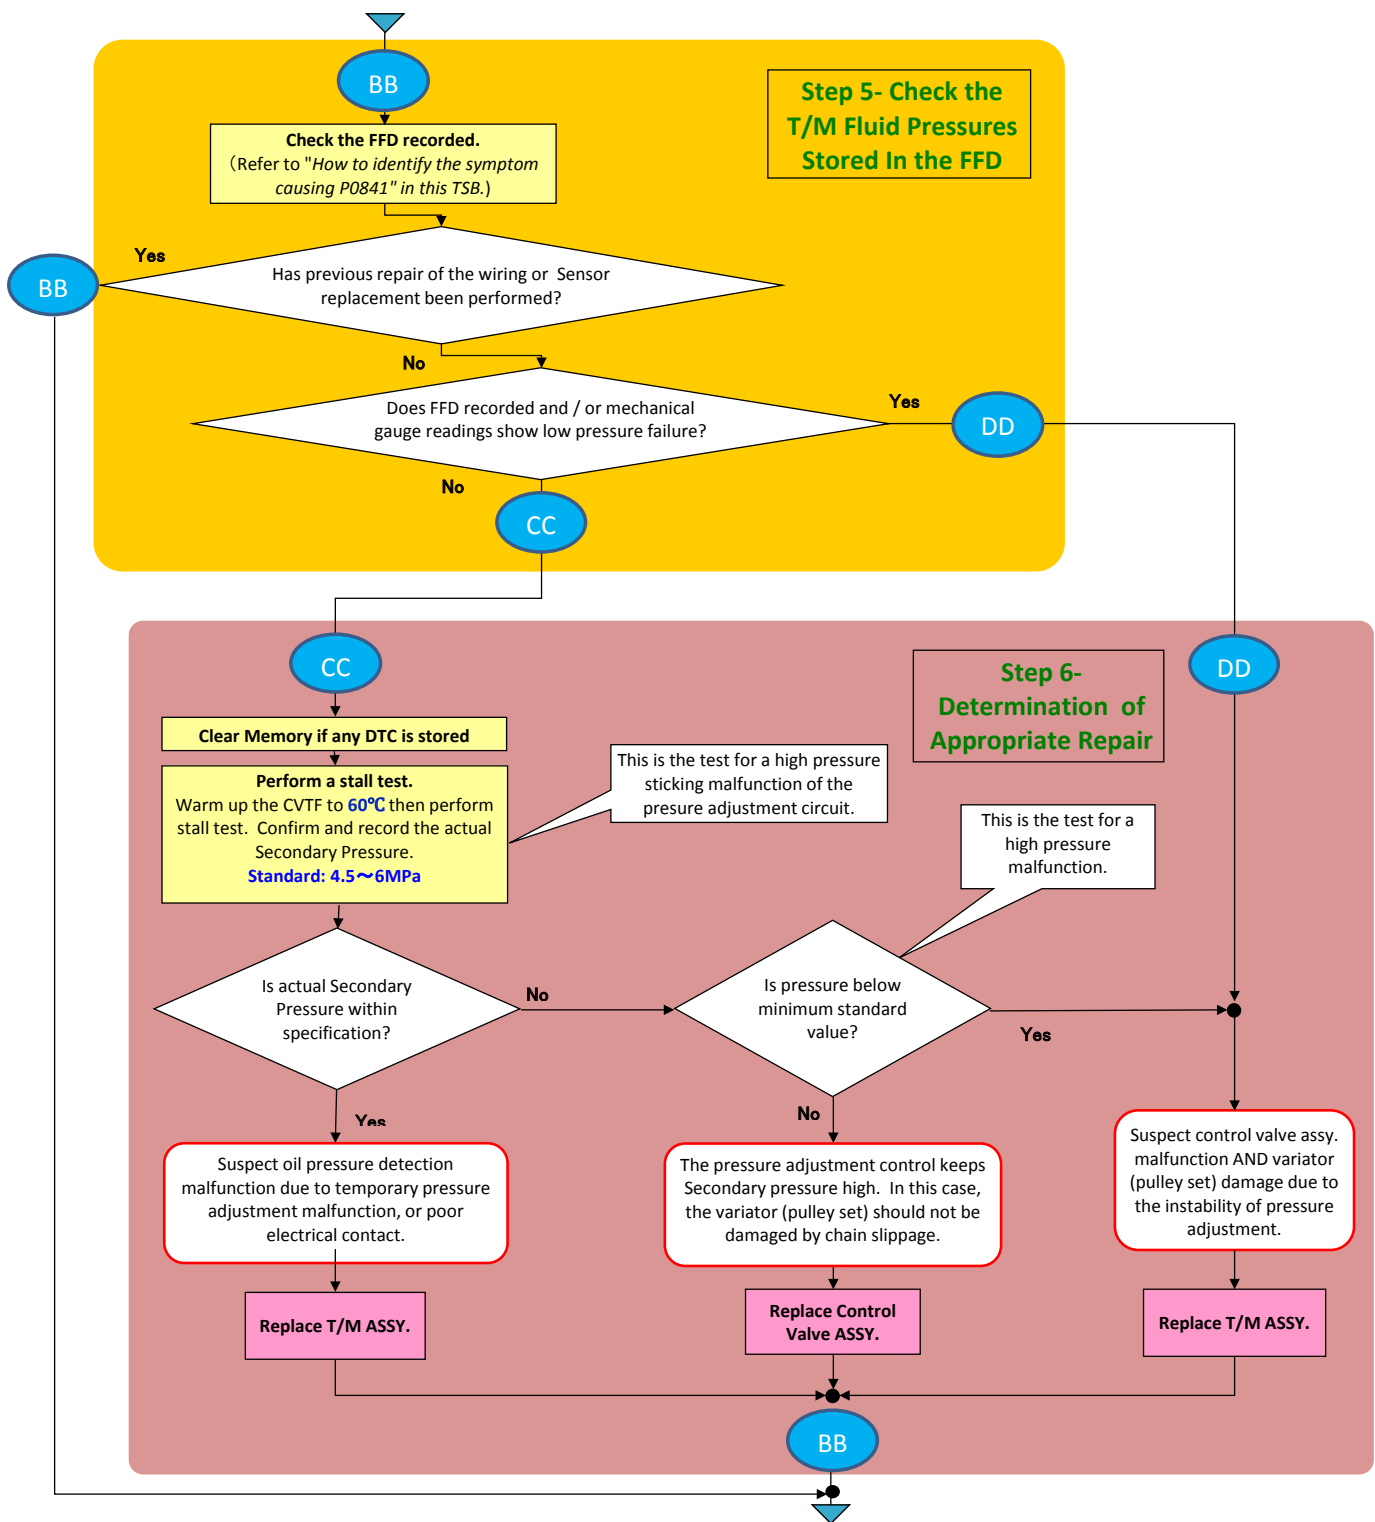 BB
Step 5- Check the
T/M Fluid Pressures
Stored In the FFD
Check the FFD recorded.
（Refer to "How to identify the symptom
causing P0841" in this TSB.)
Yes
BB
Has previous repair of the wiring or Sensor
replacement been performed?
No
Does FFD recorded and / or mechanical
gauge readings show low pressure failure?
Yes
DD
No
CC
CC
Step 6-
Determination of
Appropriate Repair
DD
Clear Memory if any DTC is stored
Perform a stall test.
Warm up the CVTF to 60℃ then perform
stall test. Confirm and record the actual
Secondary Pressure.
Standard: 4.5～6MPa
This is the test for a high pressure
sticking malfunction of the
presure adjustment circuit.
This is the test for a
high pressure
malfunction.
Is actual Secondary
Pressure within
specification?
No
Is pressure below
minimum standard
value?
Yes
Yes
No
Suspect oil pressure detection
malfunction due to temporary pressure
adjustment malfunction, or poor
electrical contact.
The pressure adjustment control keeps
Secondary pressure high. In this case,
the variator (pulley set) should not be
damaged by chain slippage.
Suspect control valve assy.
malfunction AND variator
(pulley set) damage due to
the instability of pressure
adjustment.
Replace T/M ASSY.
Replace Control
Valve ASSY.
Replace T/M ASSY.
BB